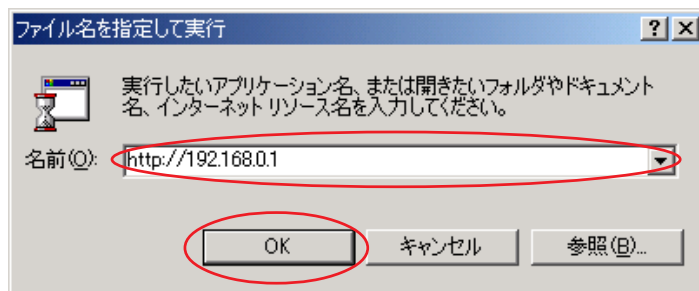 ファイル名を指定して実行
実行したいアプリケーション名、または開きたいフォルダやドキュメント
名、インターネット リソース名を入力してください。
名前(O): http://192.168.0.1
OK キャンセル 参照(B)...